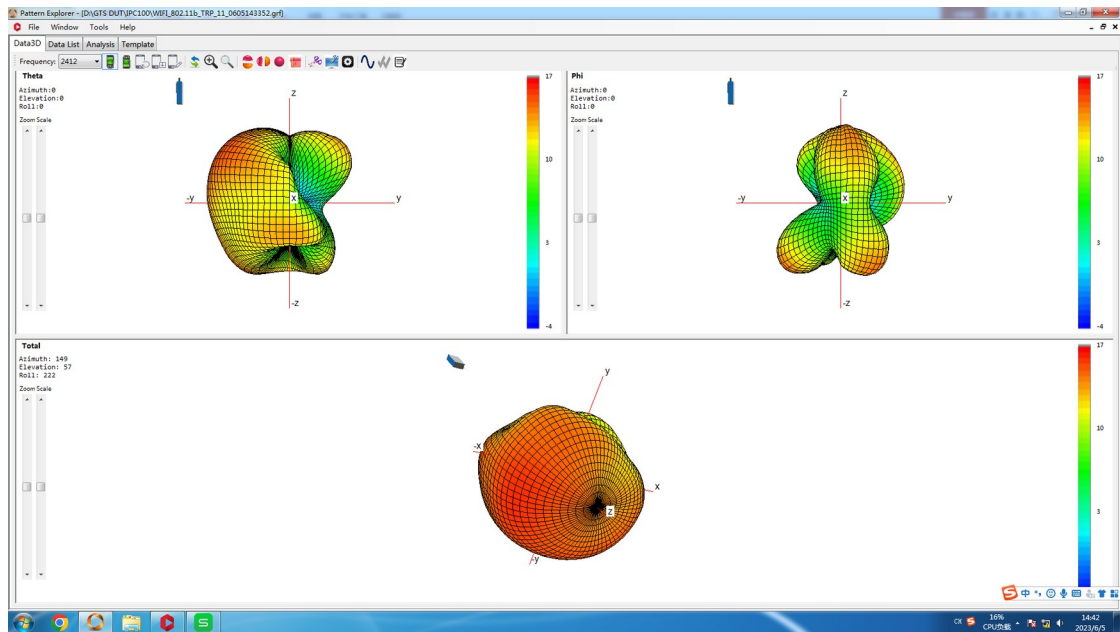 Pattern Explorer - [D:\GTS DUT\JPC100\WIFI_802.11b_TRP_11_0605143352.grf]
File Window Tools Help
Data3D Data List Analysis Template
Frequency: 2412
Theta
Azimuth:0
Elevation:0
Roll:0
Zoom Scale
z
-y
x
y
-z
17
10
3
-4
Phi
Azimuth:0
Elevation:0
Roll:0
Zoom Scale
z
-y
x
y
-z
17
10
3
-4
Total
Azimuth: 149
Elevation: 57
Roll: 222
Zoom Scale
y
-x
x
z
-y
17
10
3
中
CH
16%
CPU负载
14:42
2023/6/5